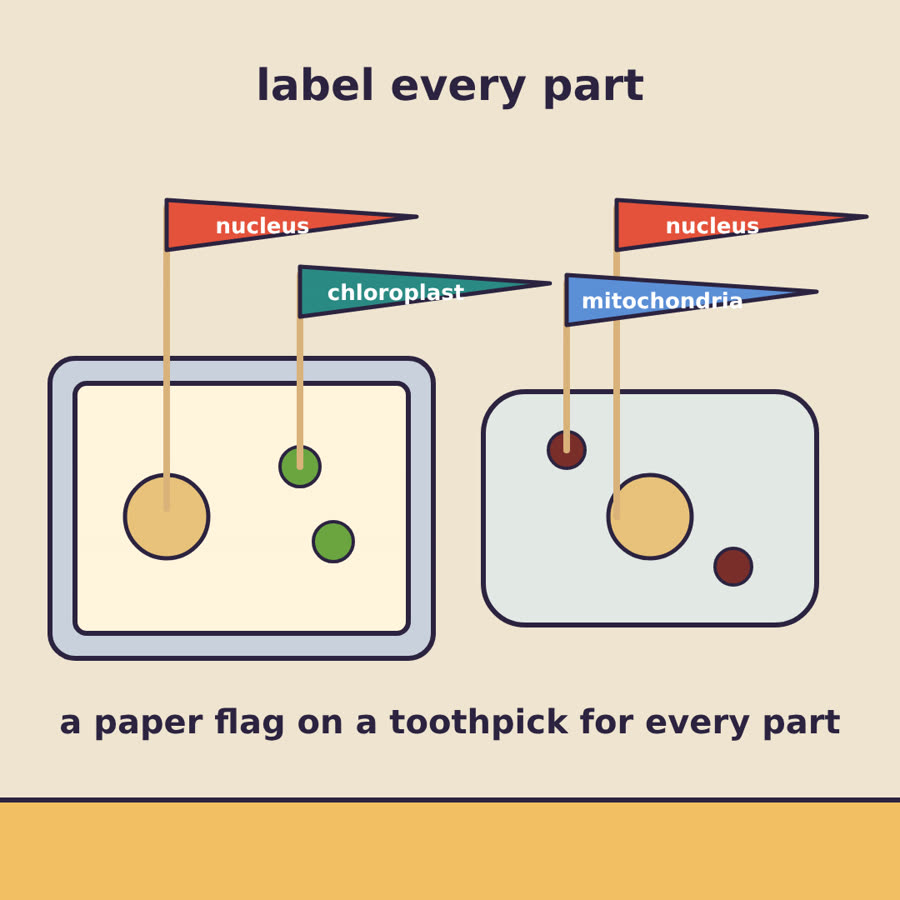 label every part
nucleus
nucleus
chloroplast
mitochondria
a paper flag on a toothpick for every part